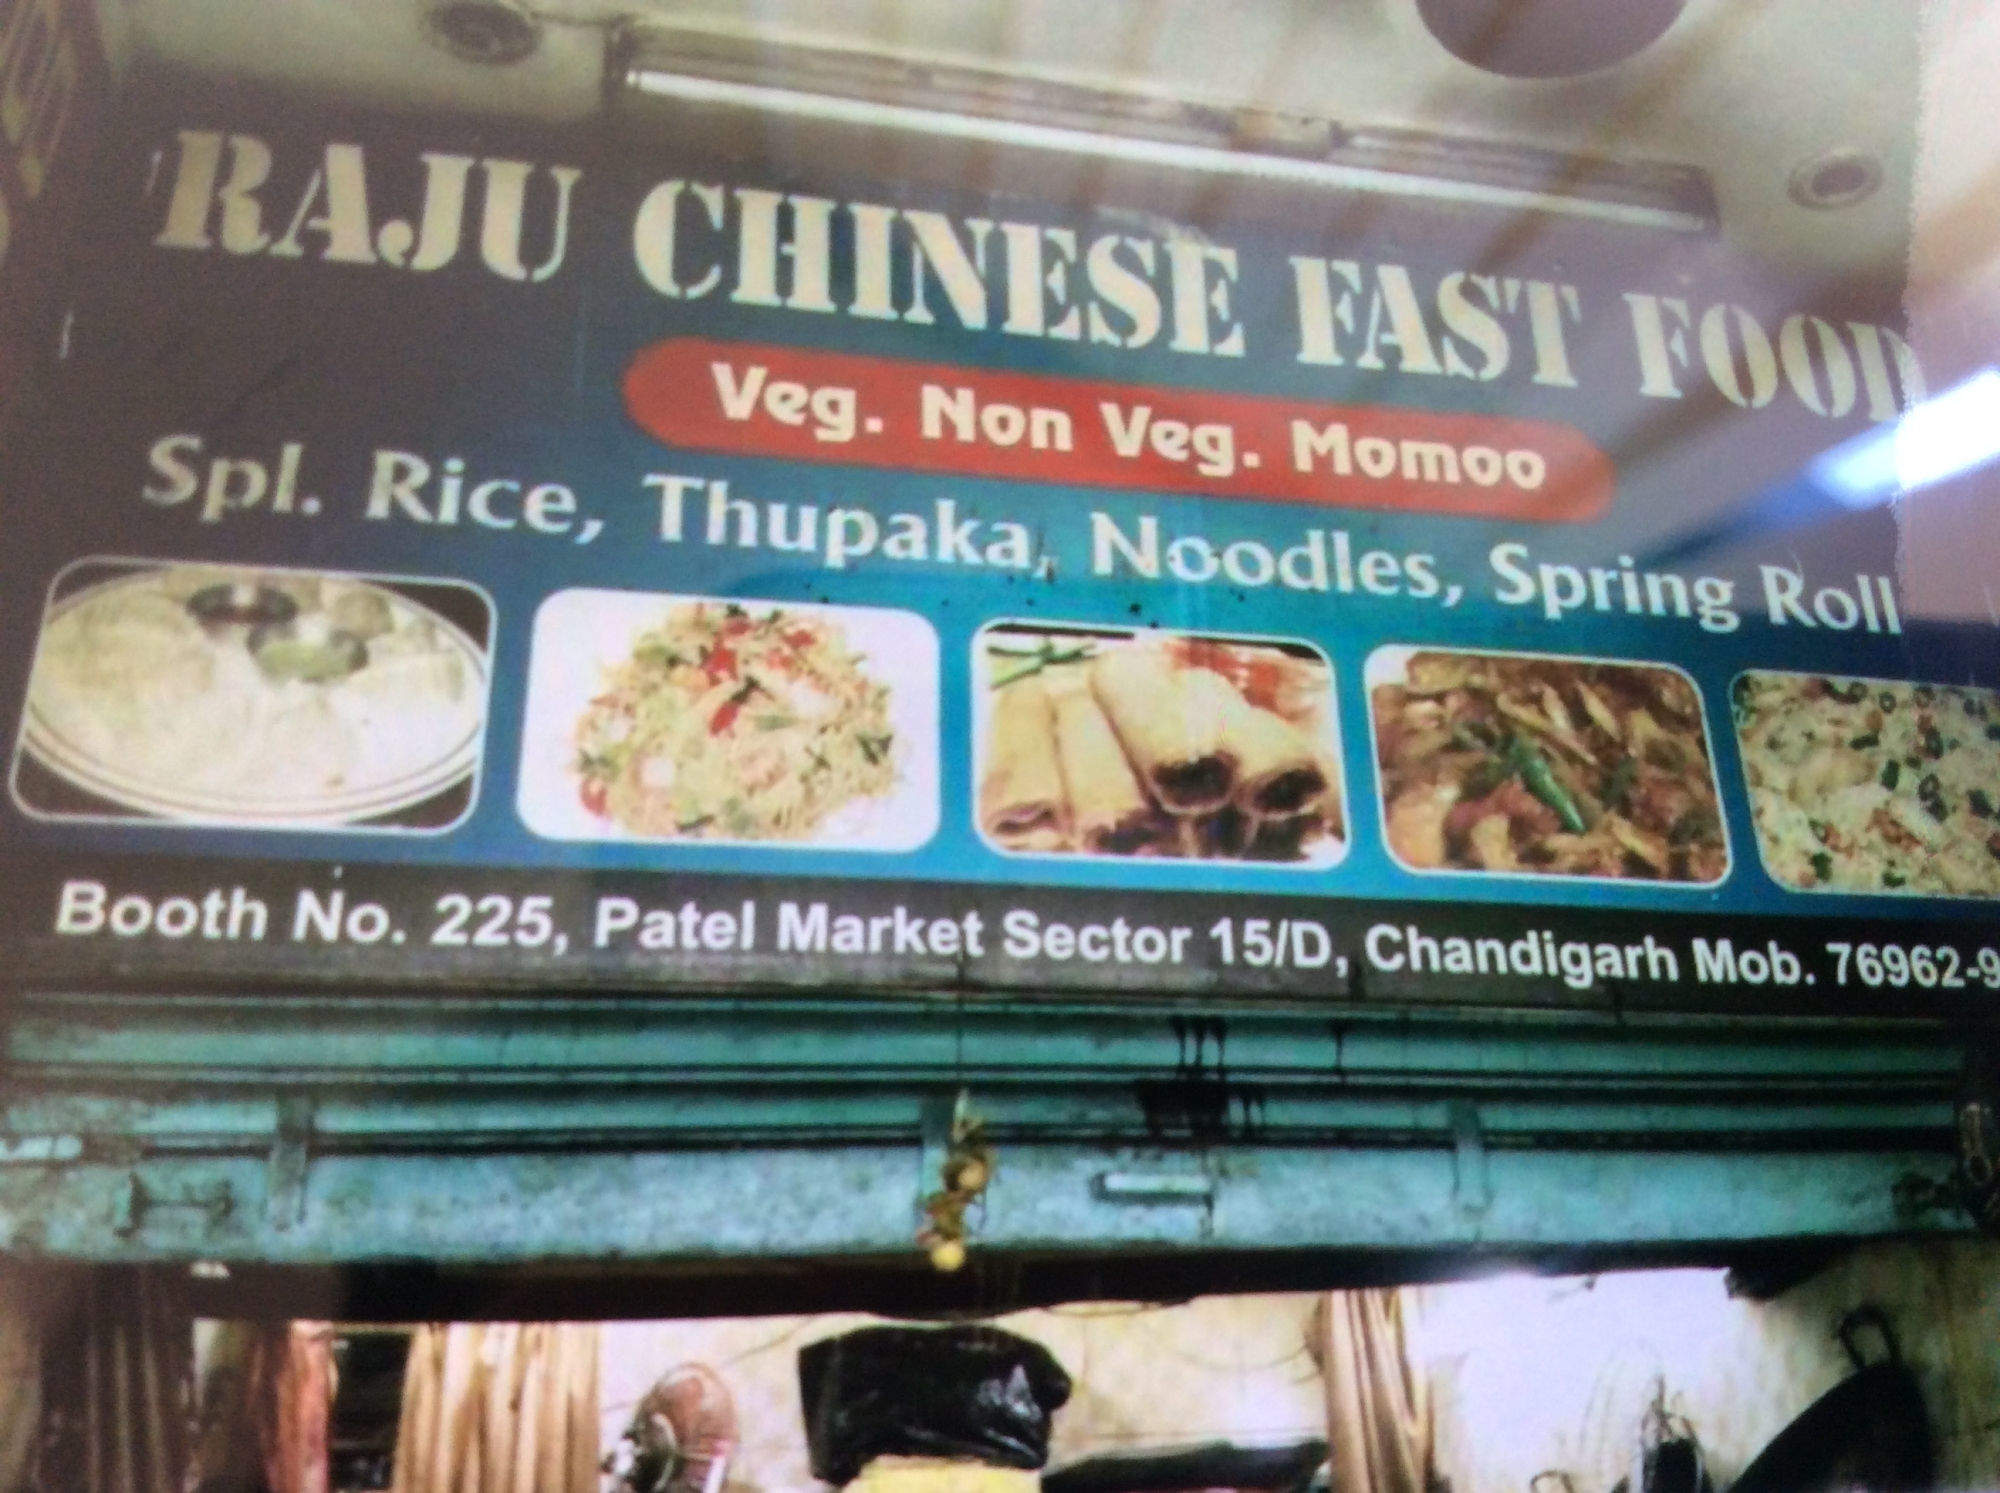 RAJU CHINESE FAST FOOD
Veg. Non Veg. Momoo
Spl. Rice, Thupaka, Noodles, Spring Roll
Booth No. 225, Patel Market Sector 15/D, Chandigarh Mob. 76962-9